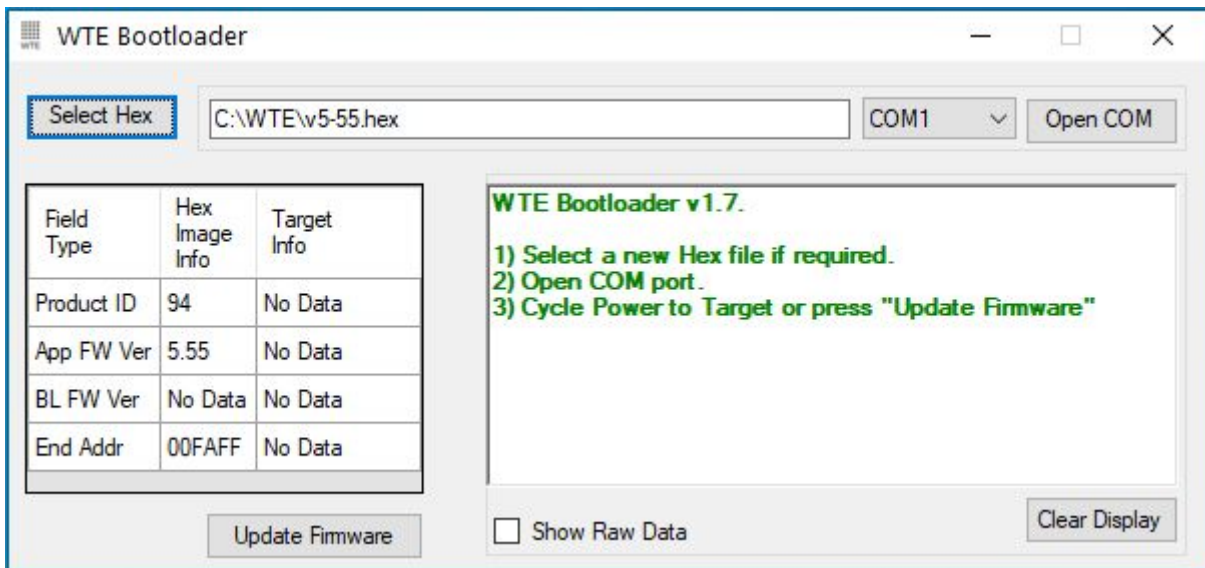 WTE WTE Bootloader
Select Hex C:\WTE\v5-55.hex COM1 Open COM
Field Type Hex Image Info Target Info
Product ID 94 No Data
App FW Ver 5.55 No Data
BL FW Ver No Data No Data
End Addr 00FAFF No Data
Update Firmware
WTE Bootloader v1.7.
1) Select a new Hex file if required.
2) Open COM port.
3) Cycle Power to Target or press "Update Firmware"
Show Raw Data
Clear Display